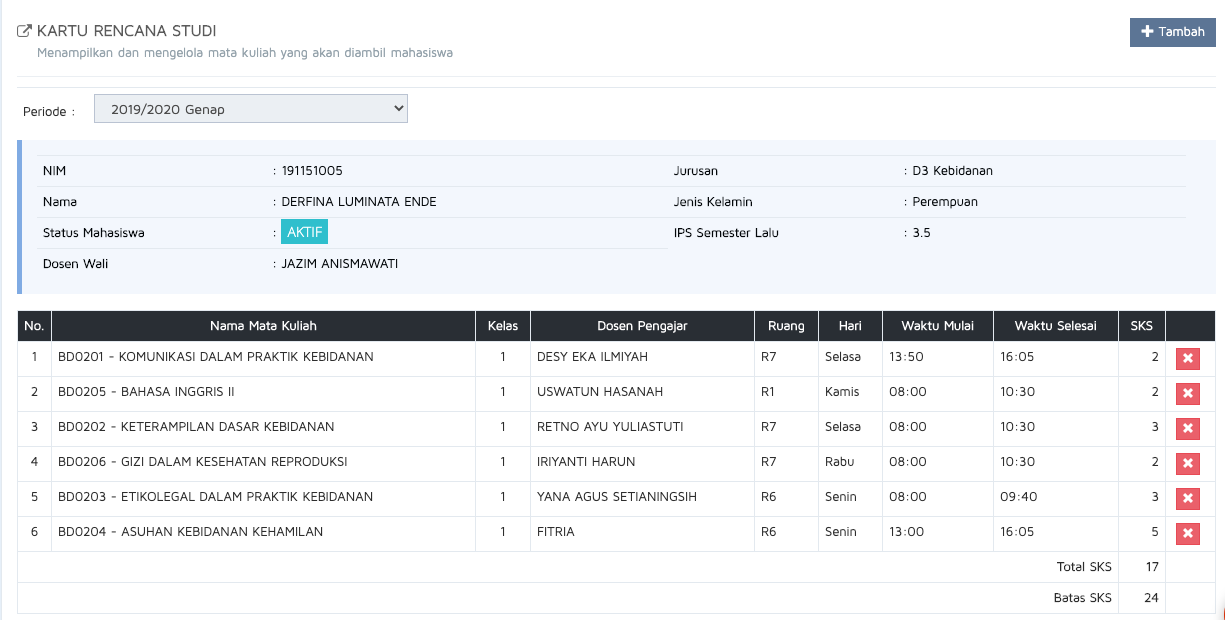 KARTU RENCANA STUDI
Tambah
Menampilkan dan mengelola mata kuliah yang akan diambil mahasiswa
Periode : 2019/2020 Genap
NIM : 191151005 Jurusan : D3 Kebidanan
Nama : DERFINA LUMINATA ENDE Jenis Kelamin : Perempuan
Status Mahasiswa : AKTIF IPS Semester Lalu : 3.5
Dosen Wali : JAZIM ANISMAWATI
No. Nama Mata Kuliah Kelas Dosen Pengajar Ruang Hari Waktu Mulai Waktu Selesai SKS
1 BD0201 - KOMUNIKASI DALAM PRAKTIK KEBIDANAN 1 DESY EKA ILMIYAH R7 Selasa 13:50 16:05 2
2 BD0205 - BAHASA INGGRIS II 1 USWATUN HASANAH R1 Kamis 08:00 10:30 2
3 BD0202 - KETERAMPILAN DASAR KEBIDANAN 1 RETNO AYU YULIASTUTI R7 Selasa 08:00 10:30 3
4 BD0206 - GIZI DALAM KESEHATAN REPRODUKSI 1 IRIYANTI HARUN R7 Rabu 08:00 10:30 2
5 BD0203 - ETIKOLEGAL DALAM PRAKTIK KEBIDANAN 1 YANA AGUS SETIANINGSIH R6 Senin 08:00 09:40 3
6 BD0204 - ASUHAN KEBIDANAN KEHAMILAN 1 FITRIA R6 Senin 13:00 16:05 5
Total SKS 17
Batas SKS 24